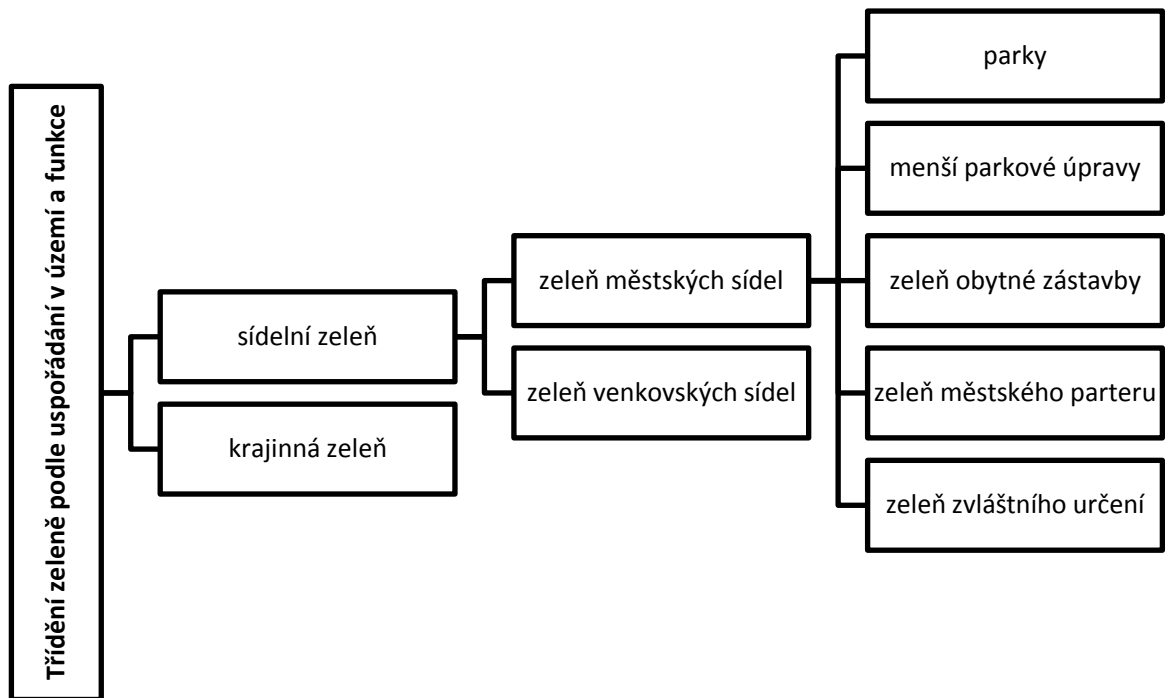 Třídění zeleně podle uspořádání v území a funkce
sídelní zeleň
krajinná zeleň
zeleň městských sídel
zeleň venkovských sídel
parky
menší parkové úpravy
zeleň obytné zástavby
zeleň městského parteru
zeleň zvláštního určení